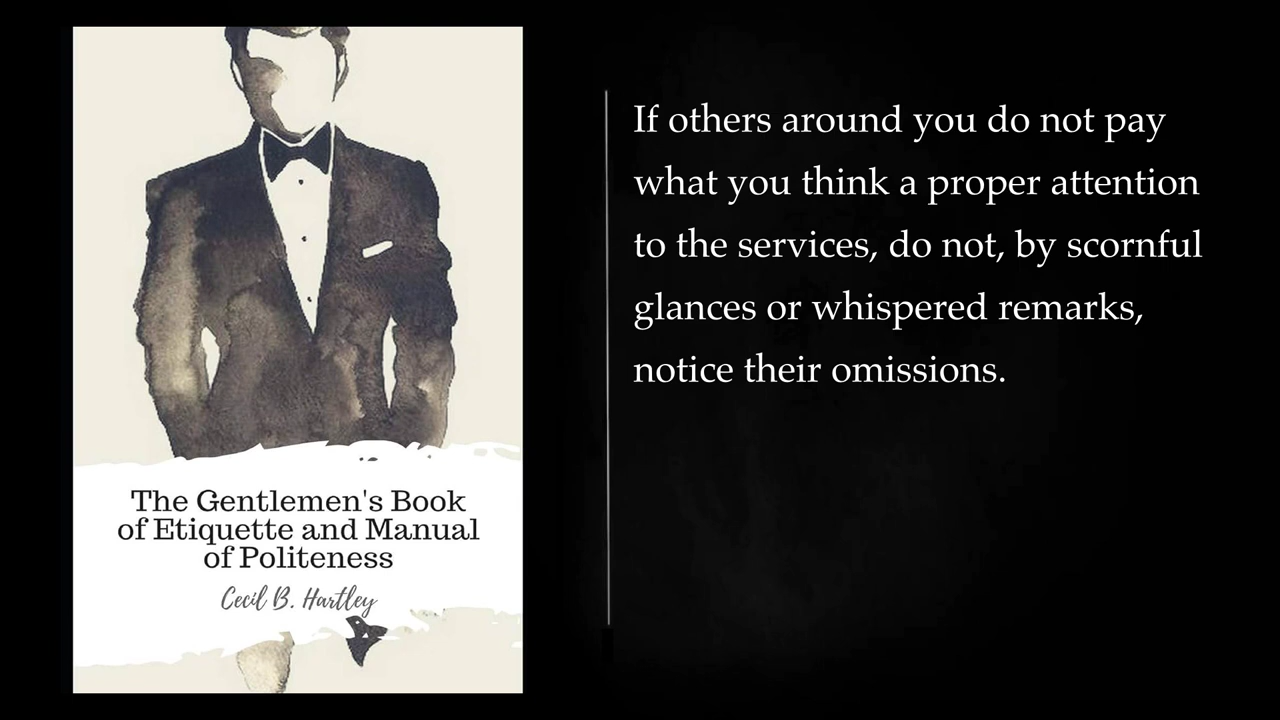 The Gentlemen's Book
of Etiquette and Manual
of Politeness
Cecil B. Hartley
If others around you do not pay
what you think a proper attention
to the services, do not, by scornful
glances or whispered remarks,
notice their omissions.